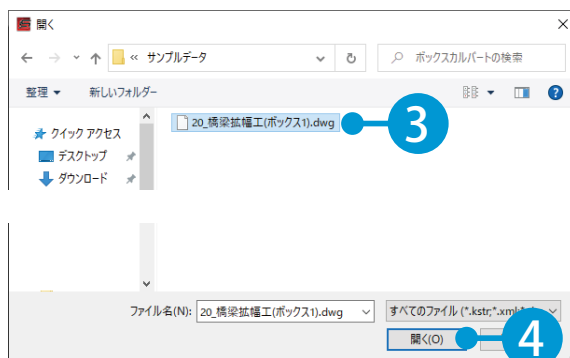 開く
« サンプルデータ
ボックスカルバートの検索
整理 新しいフォルダー
20_橋梁拡幅工(ボックス1).dwg
3
クイック アクセス
デスクトップ
ダウンロード
ファイル名(N): 20_橋梁拡幅工(ボックス1).dwg すべてのファイル (*.kstr;*.xml;*.
開く(O)
4